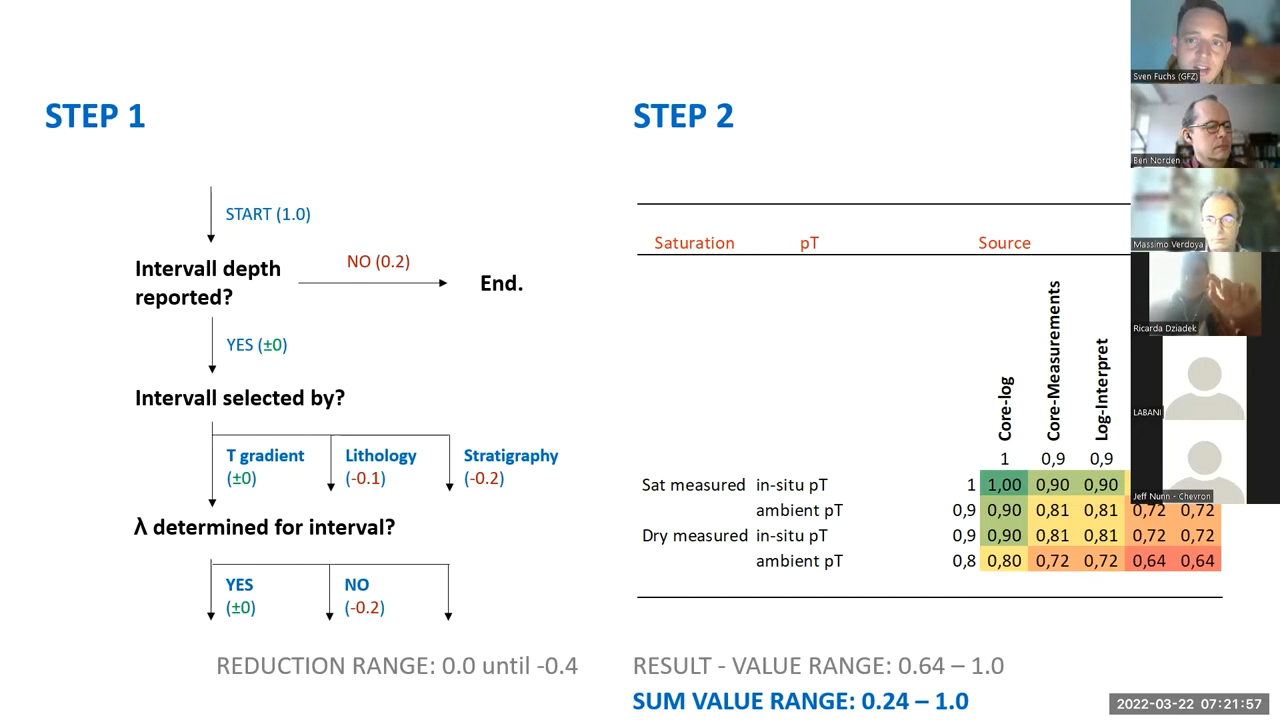 STEP 1
START (1.0)
Intervall depth
reported?
NO (0.2)
End.
YES (±0)
Intervall selected by?
T gradient
(±0)
Lithology
(-0.1)
Stratigraphy
(-0.2)
λ determined for interval?
YES
(±0)
NO
(-0.2)
REDUCTION RANGE: 0.0 until -0.4
STEP 2
Saturation pT Source
Core-log
Core-Measurements
Log-Interpret
1 0,9 0,9
Sat measured in-situ pT 1 1,00 0,90 0,90
ambient pT 0,9 0,90 0,81 0,81 0,72 0,72
Dry measured in-situ pT 0,9 0,90 0,81 0,81 0,72 0,72
ambient pT 0,8 0,80 0,72 0,72 0,64 0,64
RESULT - VALUE RANGE: 0.64 – 1.0
SUM VALUE RANGE: 0.24 – 1.0
Sven Fuchs (GFZ)
Ben Norden
Massimo Verdoya
Ricarda Dziadek
LABANI
Jeff Nunn - Chevron
2022-03-22 07:21:57